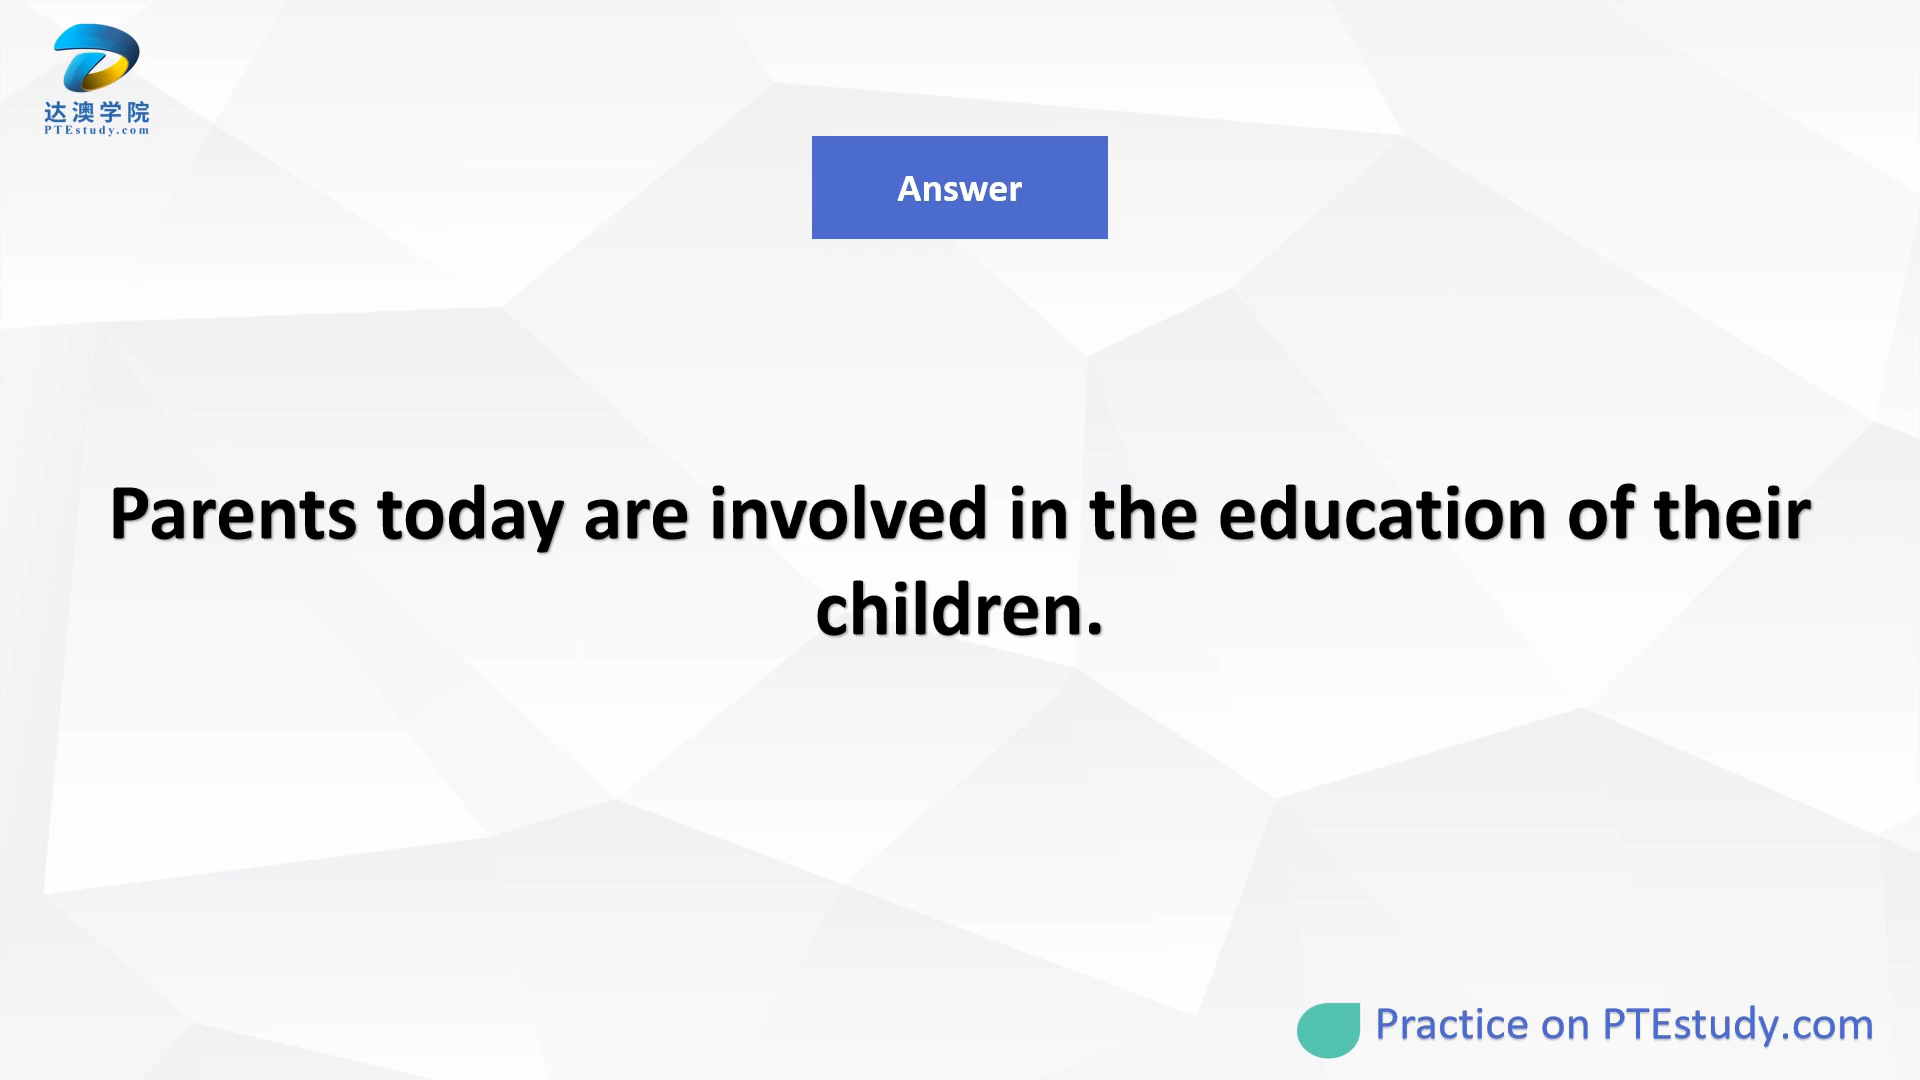 达澳学院
PTEstudy.com
Answer
Parents today are involved in the education of their
children.
Practice on PTEstudy.com